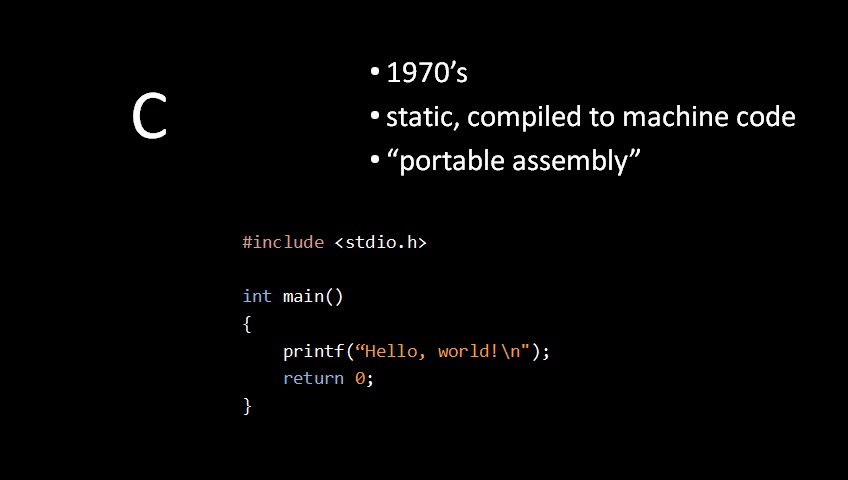 C
• 1970’s
• static, compiled to machine code
• “portable assembly”
#include <stdio.h>
int main()
{
    printf(“Hello, world!\n");
    return 0;
}